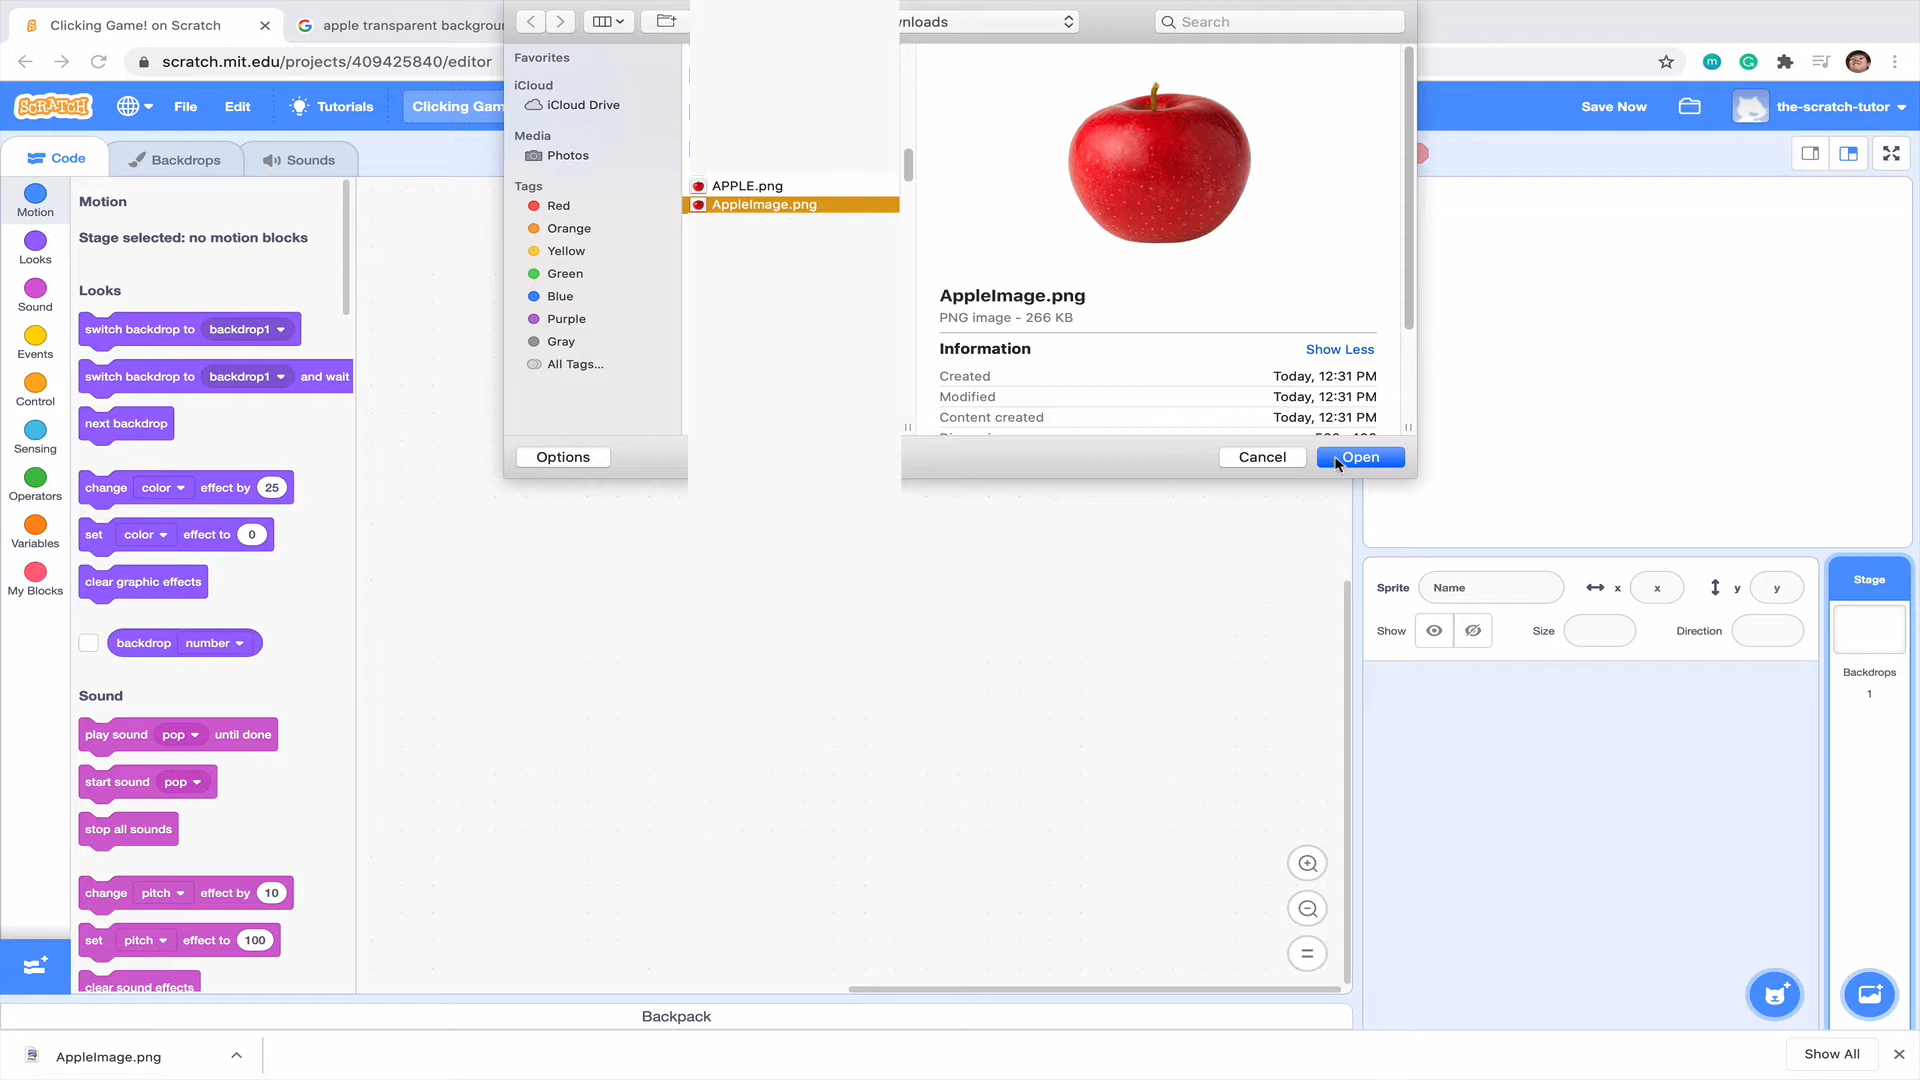 Clicking Game! on Scratch
apple transparent backgroun
scratch.mit.edu/projects/409425840/editor
m
SCRATCH
File
Edit
Tutorials
Clicking Gam
Save Now
the-scratch-tutor
Code
Backdrops
Sounds
Motion
Looks
Sound
Events
Control
Sensing
Operators
Variables
My Blocks
Motion
Stage selected: no motion blocks
Looks
switch backdrop to backdrop1
switch backdrop to backdrop1 and wait
next backdrop
change color effect by 25
set color effect to 0
clear graphic effects
backdrop number
Sound
play sound pop until done
start sound pop
stop all sounds
change pitch effect by 10
set pitch effect to 100
clear sound effects
nloads
Search
Favorites
iCloud
iCloud Drive
Media
Photos
Tags
Red
Orange
Yellow
Green
Blue
Purple
Gray
All Tags...
APPLE.png
AppleImage.png
AppleImage.png
PNG image - 266 KB
Information
Show Less
Created
Today, 12:31 PM
Modified
Today, 12:31 PM
Content created
Today, 12:31 PM
Options
Cancel
Open
Sprite
Name
x
x
y
y
Show
Size
Direction
Stage
Backdrops
1
Backpack
AppleImage.png
Show All